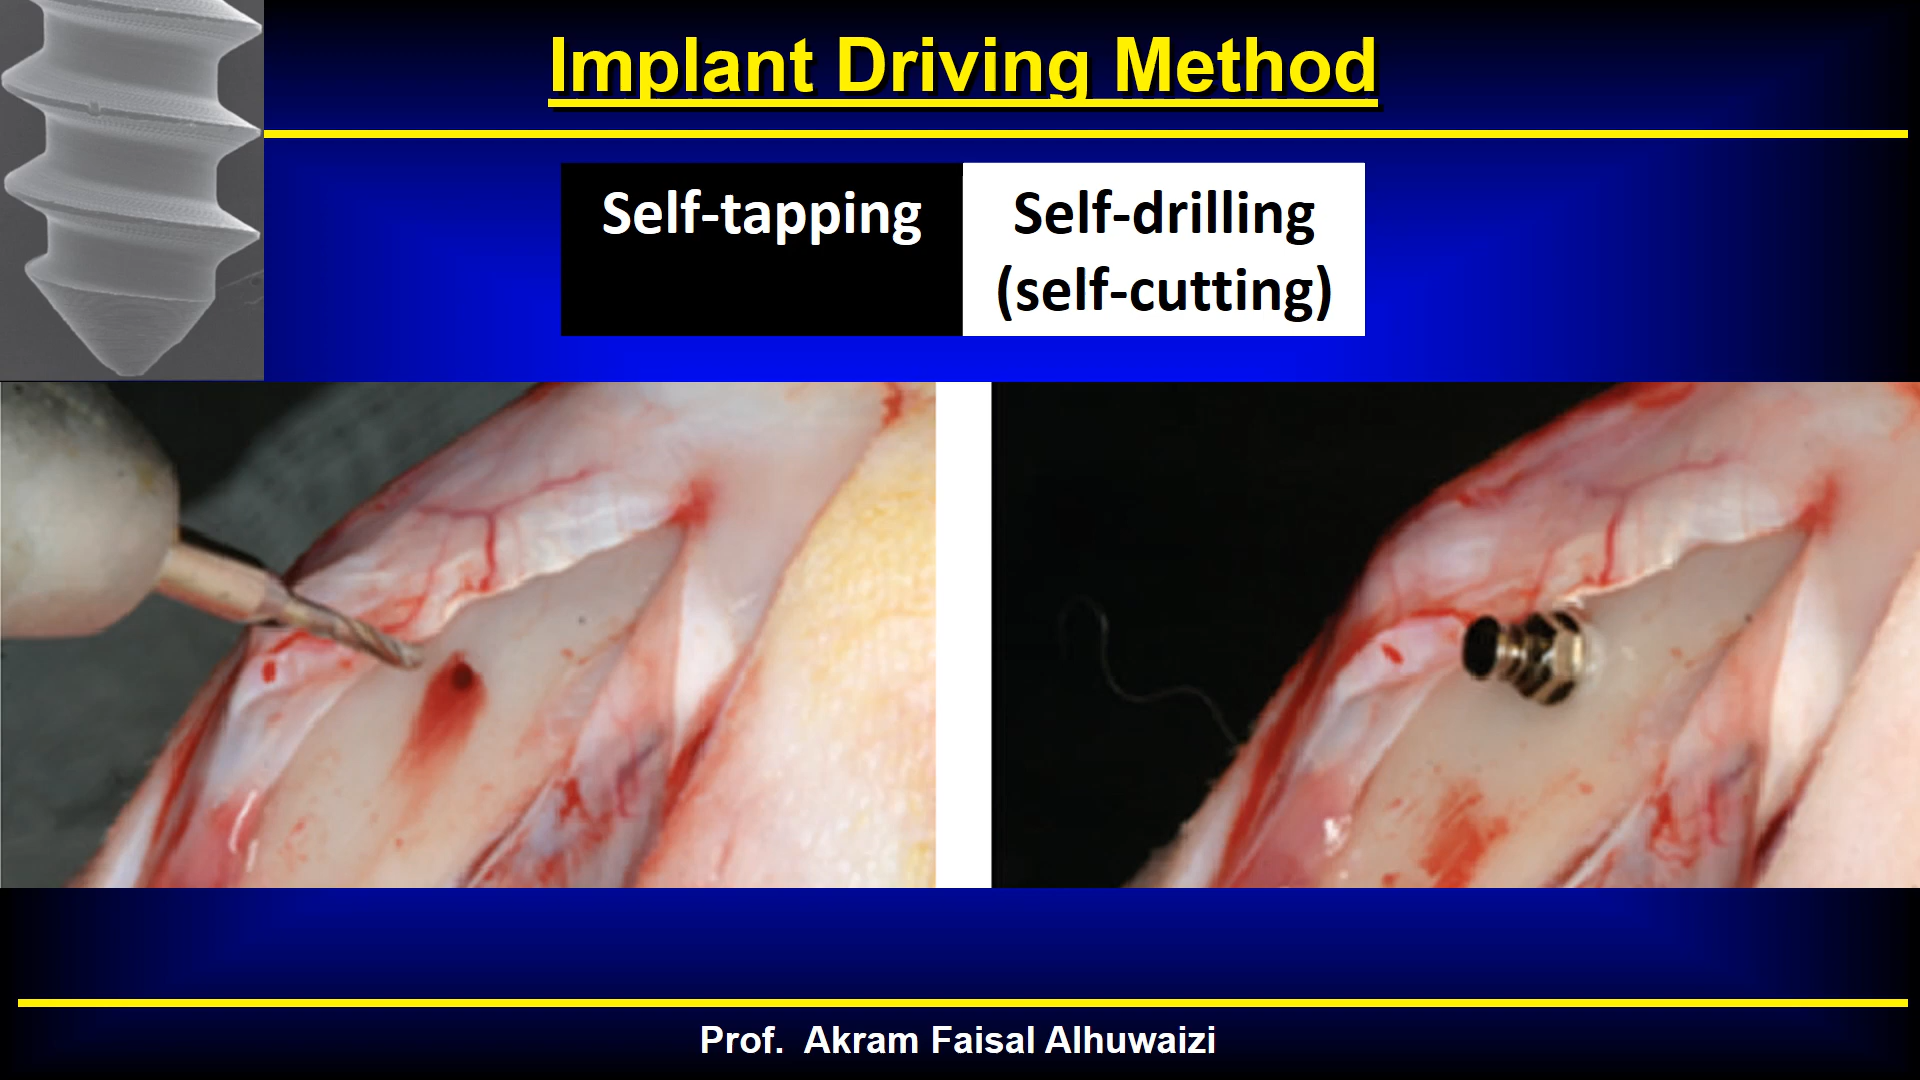 Implant Driving Method
Self-tapping
Self-drilling
(self-cutting)
Prof. Akram Faisal Alhuwaizi